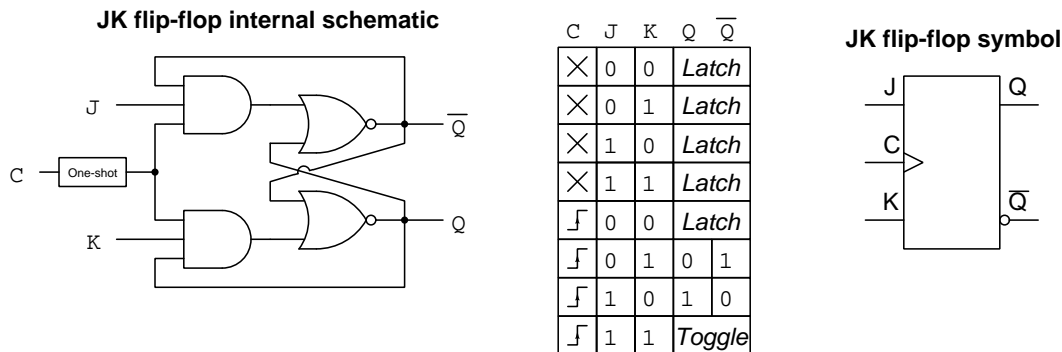 JK flip-flop internal schematic
J
C
One-shot
K
Q̅
Q
C J K Q Q̅
0 0 Latch
0 1 Latch
1 0 Latch
1 1 Latch
0 0 Latch
0 1 0 1
1 0 1 0
1 1 Toggle
JK flip-flop symbol
J Q
C
K Q̅